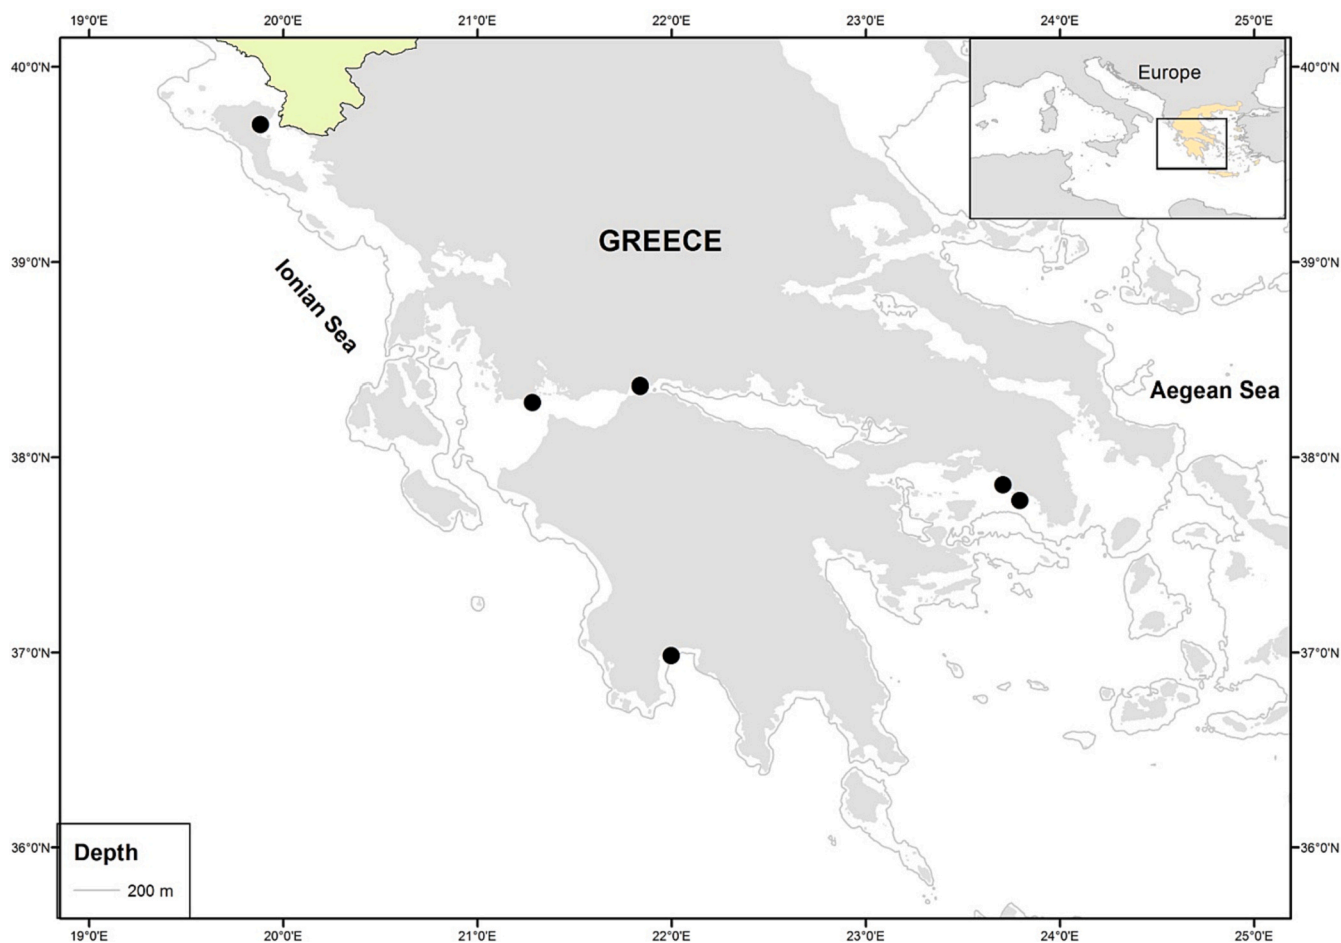 19°0'E 20°0'E 21°0'E 22°0'E 23°0'E 24°0'E 25°0'E
40°0'N 40°0'N
Europe
GREECE
39°0'N 39°0'N
Ionian Sea
Aegean Sea
38°0'N 38°0'N
37°0'N 37°0'N
36°0'N 36°0'N
Depth
200 m
19°0'E 20°0'E 21°0'E 22°0'E 23°0'E 24°0'E 25°0'E